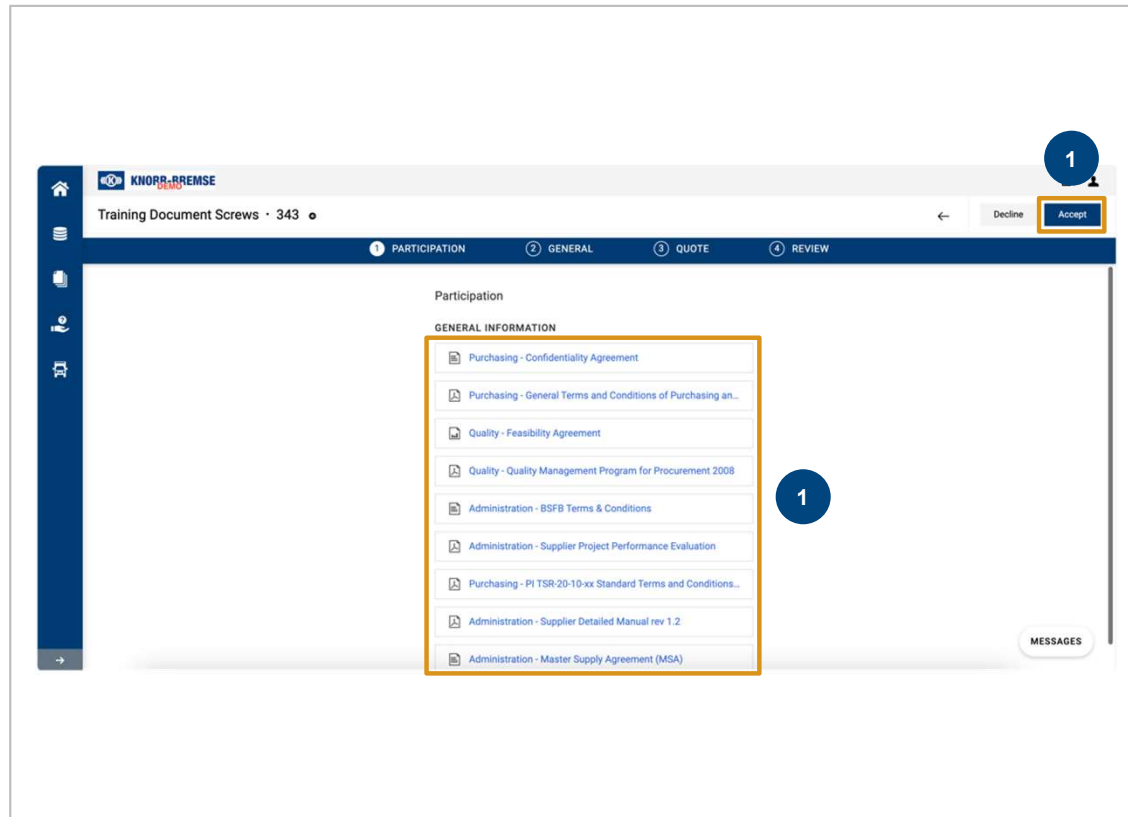 1
KNORR-BREMSE
DEMO
Training Document Screws · 343
Decline
Accept
1 PARTICIPATION 2 GENERAL 3 QUOTE 4 REVIEW
Participation
GENERAL INFORMATION
Purchasing - Confidentiality Agreement
Purchasing - General Terms and Conditions of Purchasing an...
Quality - Feasibility Agreement
Quality - Quality Management Program for Procurement 2008
1
Administration - BSFB Terms & Conditions
Administration - Supplier Project Performance Evaluation
Purchasing - PI TSR-20-10-xx Standard Terms and Conditions...
Administration - Supplier Detailed Manual rev 1.2
MESSAGES
Administration - Master Supply Agreement (MSA)